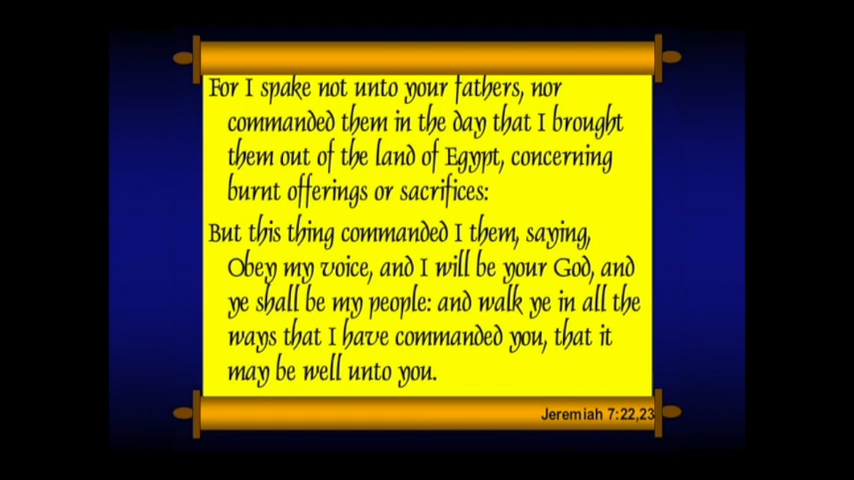 For I spake not unto your fathers, nor
commanded them in the day that I brought
them out of the land of Egypt, concerning
burnt offerings or sacrifices:
But this thing commanded I them, saying,
Obey my voice, and I will be your God, and
ye shall be my people: and walk ye in all the
ways that I have commanded you, that it
may be well unto you.
Jeremiah 7:22,23